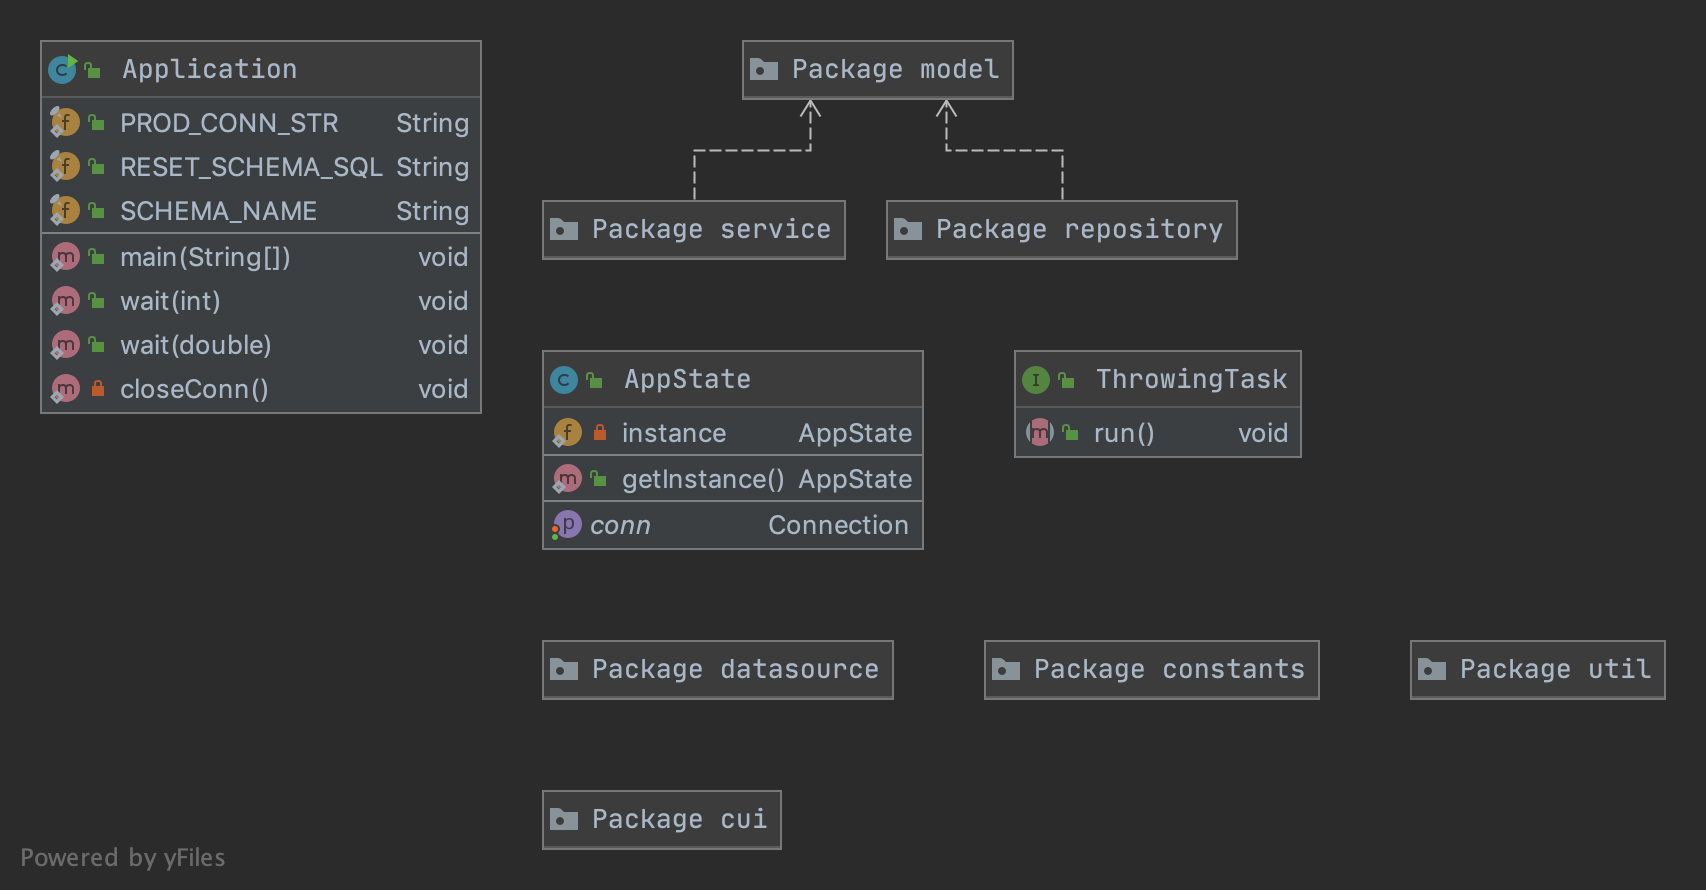 Application
PROD_CONN_STR String
RESET_SCHEMA_SQL String
SCHEMA_NAME String
main(String[]) void
wait(int) void
wait(double) void
closeConn() void
Package model
Package service
Package repository
AppState
instance AppState
getInstance() AppState
conn Connection
ThrowingTask
run() void
Package datasource
Package constants
Package util
Package cui
Powered by yFiles